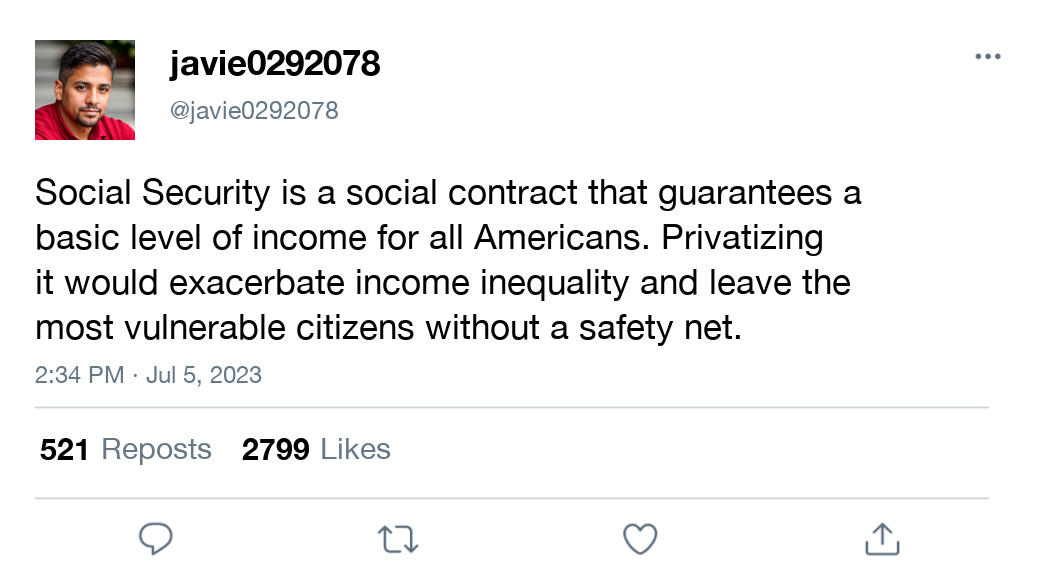 javie0292078
@javie0292078
Social Security is a social contract that guarantees a
basic level of income for all Americans. Privatizing
it would exacerbate income inequality and leave the
most vulnerable citizens without a safety net.
2:34 PM · Jul 5, 2023
521 Reposts 2799 Likes